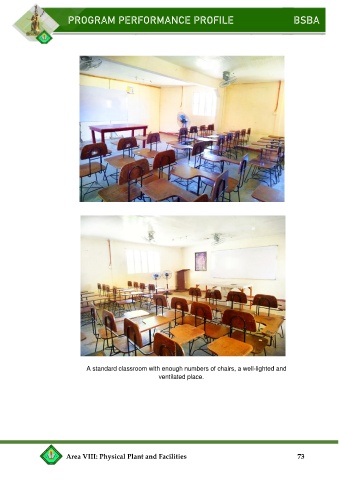 PROGRAM PERFORMANCE PROFILE BSBA
A standard classroom with enough numbers of chairs, a well-lighted and
ventilated place.
Area VIII: Physical Plant and Facilities 73